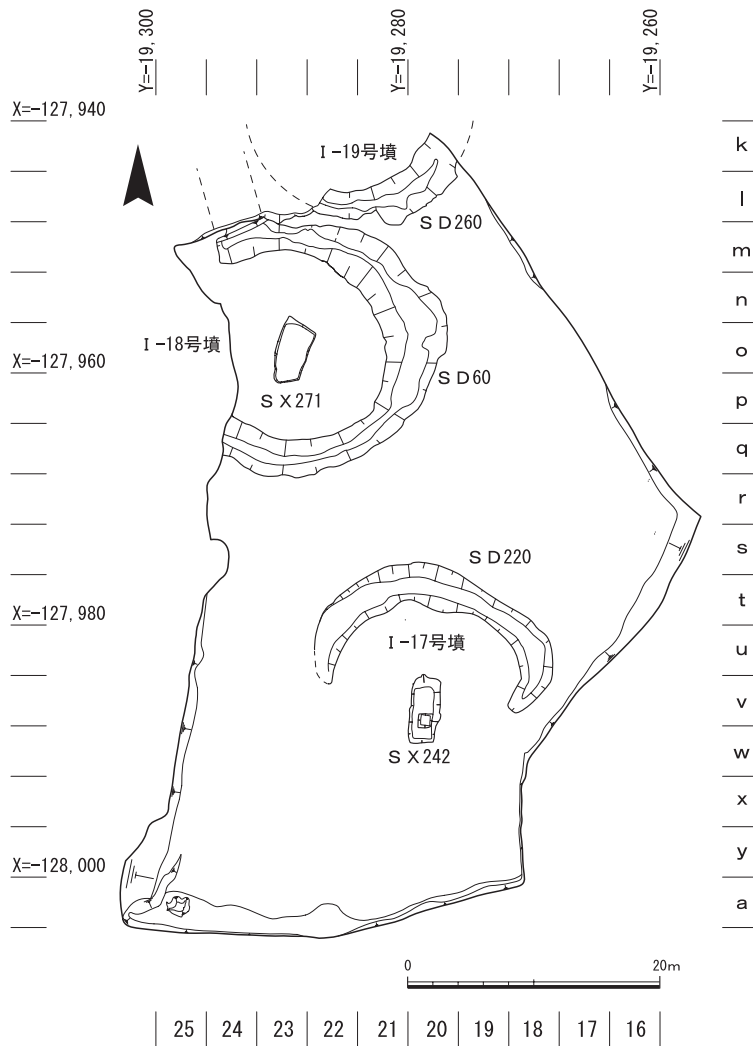 Y=-19,300
Y=-19,280
Y=-19,260
X=-127,940
k
I-19号墳
l
SD260
m
n
I-18号墳
o
X=-127,960
SD60
SX271
p
q
r
s
SD220
t
X=-127,980
I-17号墳
u
v
w
SX242
x
y
X=-128,000
a
0 20m
25 24 23 22 21 20 19 18 17 16